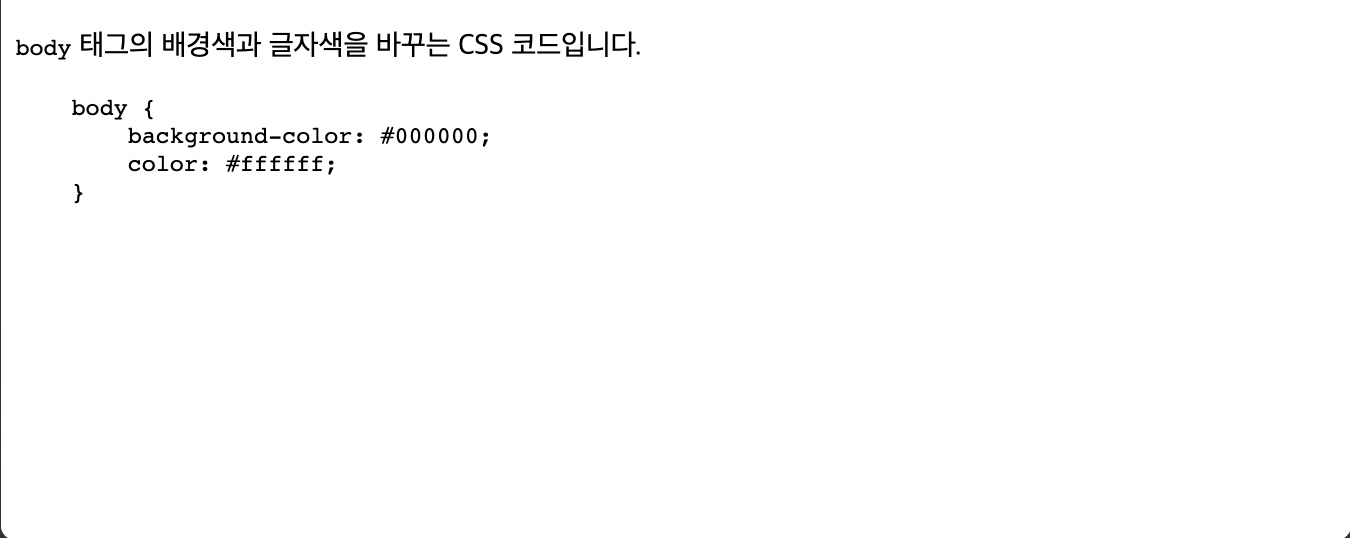 body 태그의 배경색과 글자색을 바꾸는 CSS 코드입니다.
body {
    background-color: #000000;
    color: #ffffff;
}